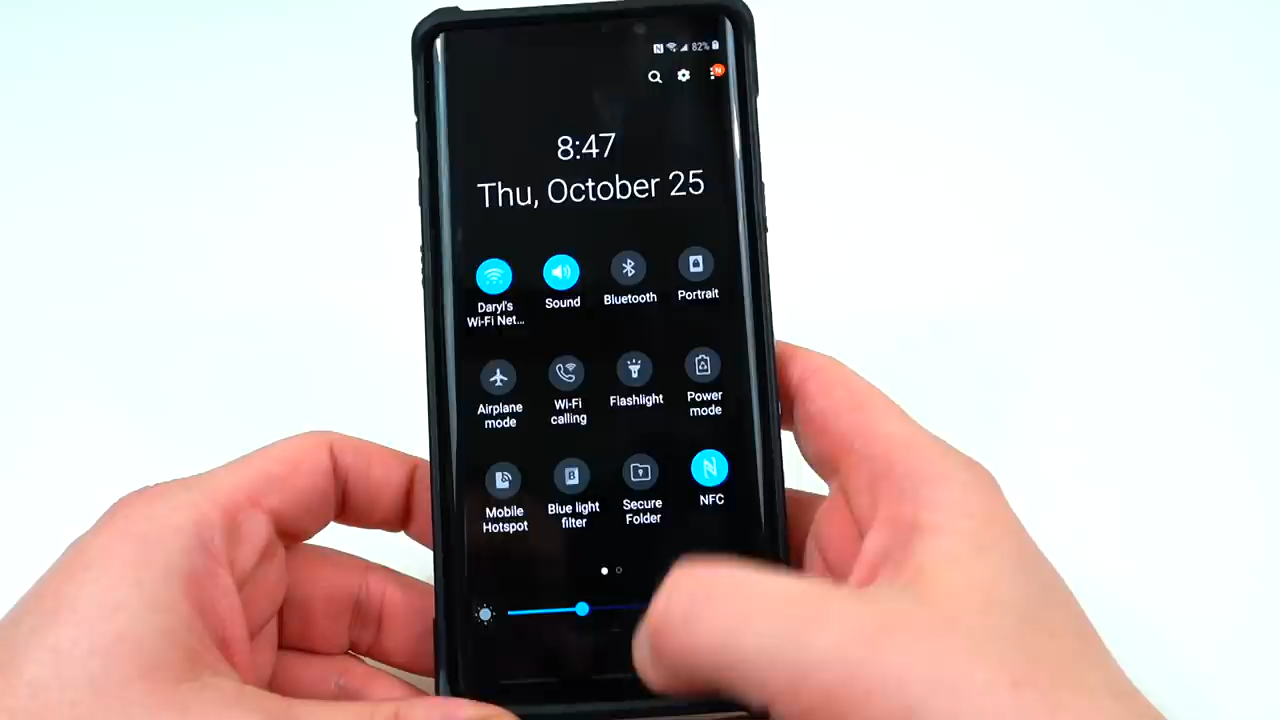 N 82%
N
8:47
Thu, October 25
Daryl's
Wi-Fi Net...
Sound
Bluetooth
Portrait
Airplane
mode
Wi-Fi
calling
Flashlight
Power
mode
Mobile
Hotspot
B
Blue light
filter
Secure
Folder
NFC